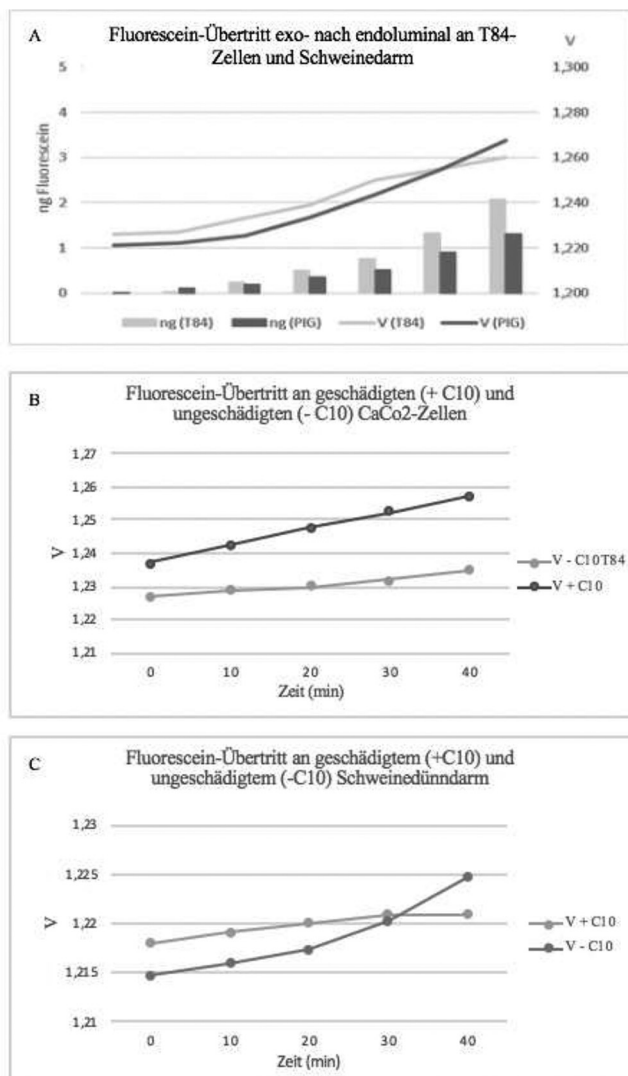 A
Fluorescein-Übertritt exo- nach endoluminal an T84-
Zellen und Schweinedarm
V
5
4
3
2
1
0
ng Fluorescein
1,300
1,280
1,260
1,240
1,220
1,200
ng (T84)
ng (PIG)
V (T84)
V (PIG)
B
Fluorescein-Übertritt an geschädigten (+ C10) und
ungeschädigten (- C10) CaCo2-Zellen
1,27
1,26
1,25
1,24
1,23
1,22
1,21
V
0 10 20 30 40
Zeit (min)
V - C10T84
V + C10
C
Fluorescein-Übertritt an geschädigtem (+C10) und
ungeschädigtem (-C10) Schweinedünndarm
1,23
1,225
1,22
1,215
1,21
V
0 10 20 30 40
Zeit (min)
V + C10
V - C10